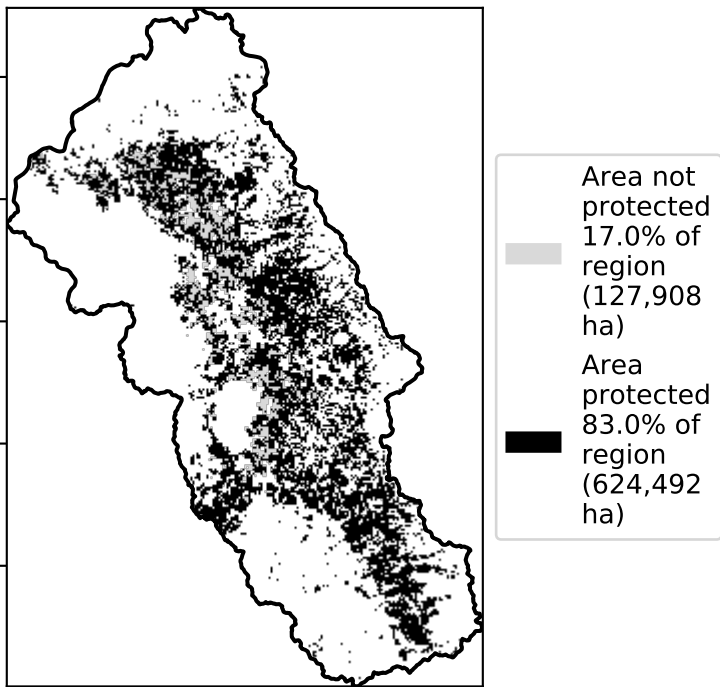 Area not
protected
17.0% of
region
(127,908
ha)
Area
protected
83.0% of
region
(624,492
ha)